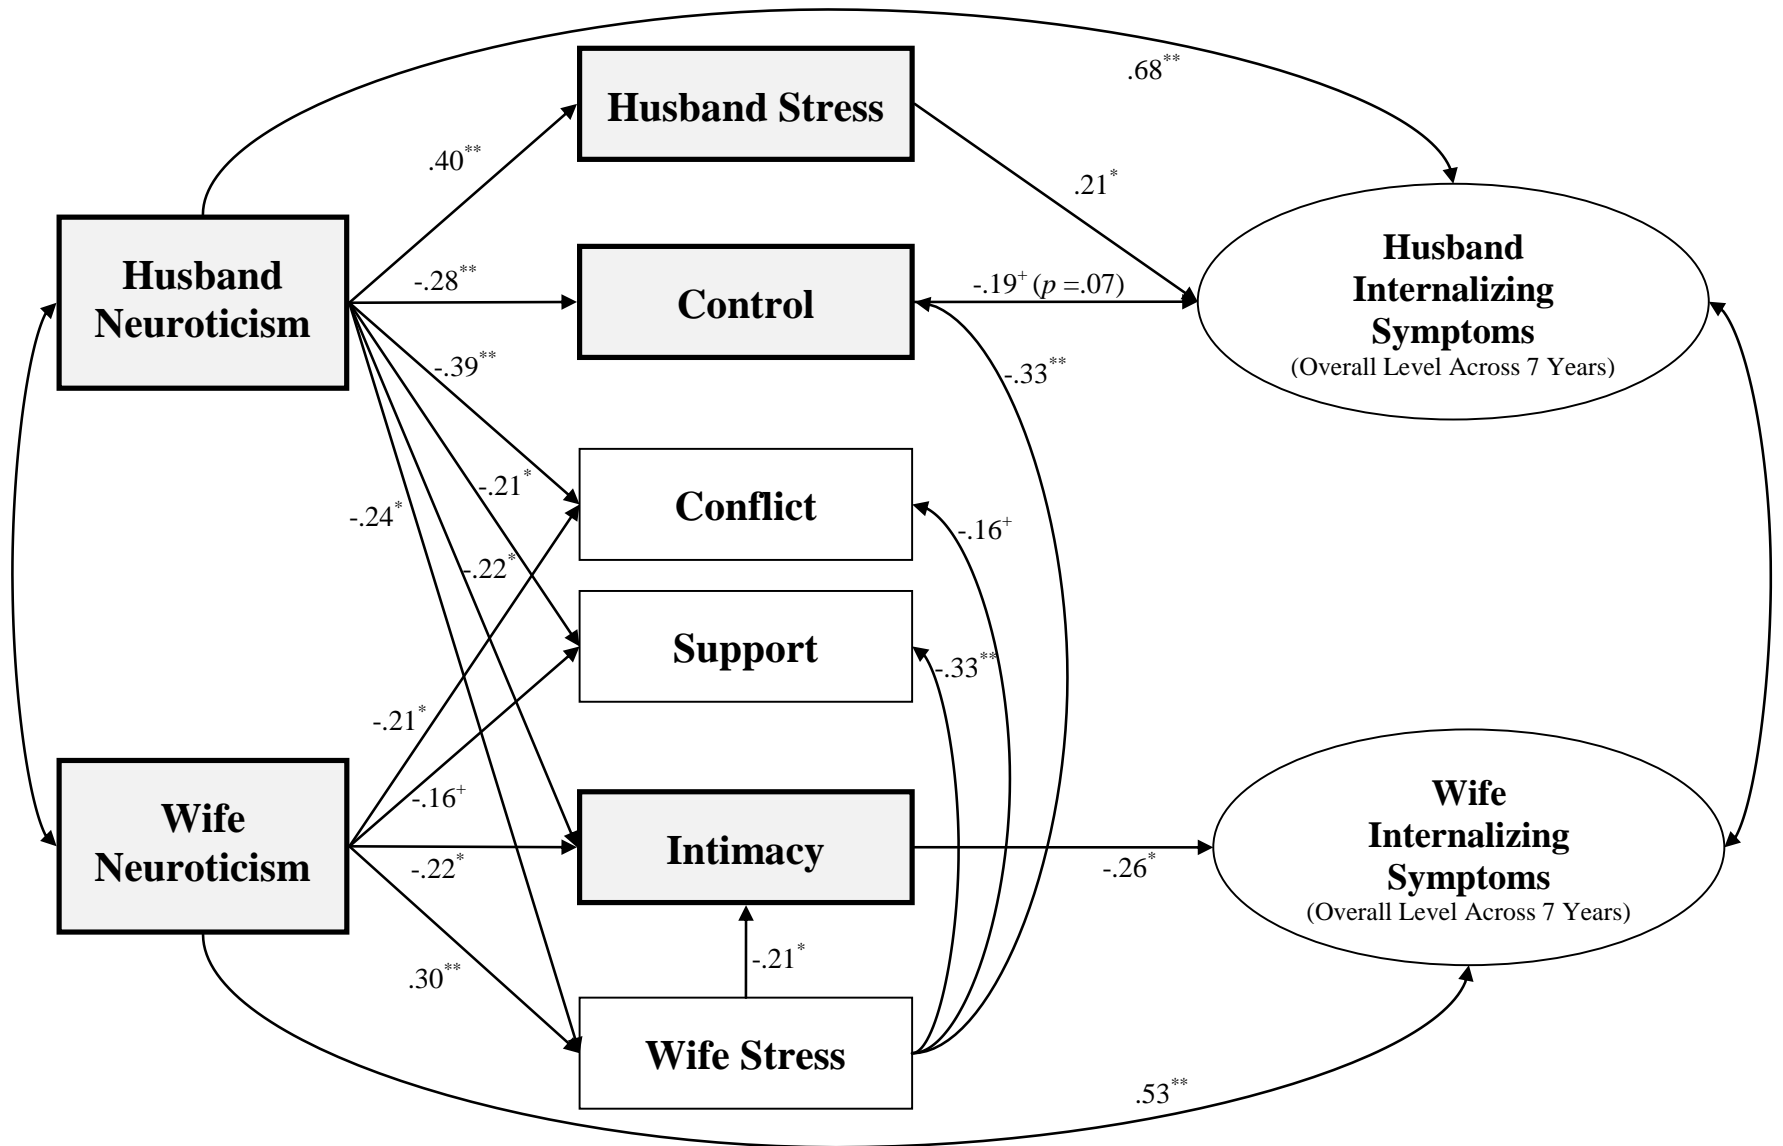 .68**
Husband Stress
.40**
.21*
Husband
Neuroticism
-.28**
Control
-.19+ (p =.07)
Husband
Internalizing
Symptoms
(Overall Level Across 7 Years)
-.39**
-.33**
-.21*
-.24*
Conflict
-.16+
-.22*
Support
-.33**
-.21*
-.16+
Wife
Neuroticism
-.22*
Intimacy
-.26*
Wife
Internalizing
Symptoms
(Overall Level Across 7 Years)
-.21*
.30**
Wife Stress
.53**